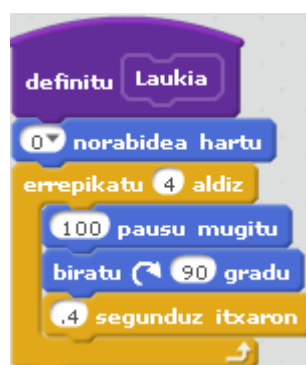 definitu Laukia
0 norabidea hartu
errepikatu 4 aldiz
100 pausu mugitu
biratu 90 gradu
.4 segunduz itxaron